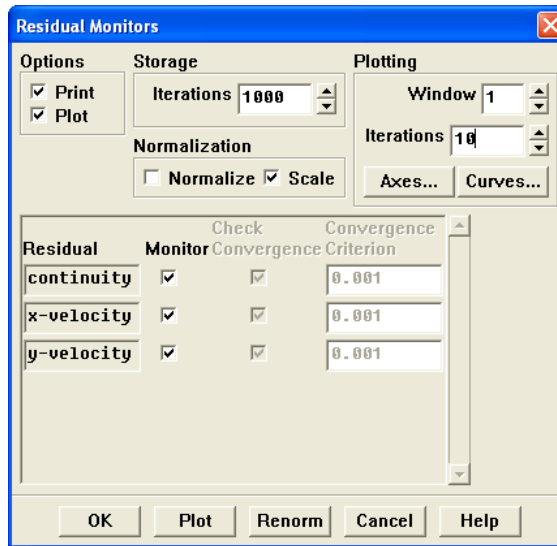 Residual Monitors
Options Storage Plotting
Print Iterations 1000 Window 1
Plot
Normalization Iterations 10
Normalize Scale Axes... Curves...
Check Convergence
Residual Monitor Convergence Criterion
continuity 0.001
x-velocity 0.001
y-velocity 0.001
OK Plot Renorm Cancel Help